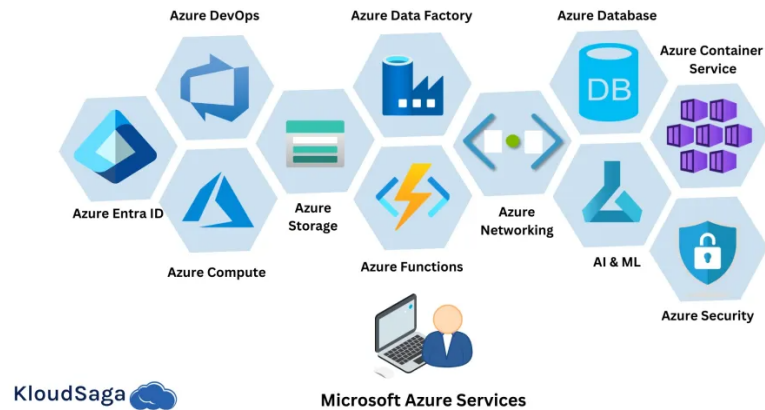 Azure DevOps
Azure Data Factory
Azure Database
Azure Container
Service
DB
Azure Entra ID
Azure
Storage
Azure
Networking
Azure Compute
Azure Functions
AI & ML
Azure Security
KloudSaga
Microsoft Azure Services